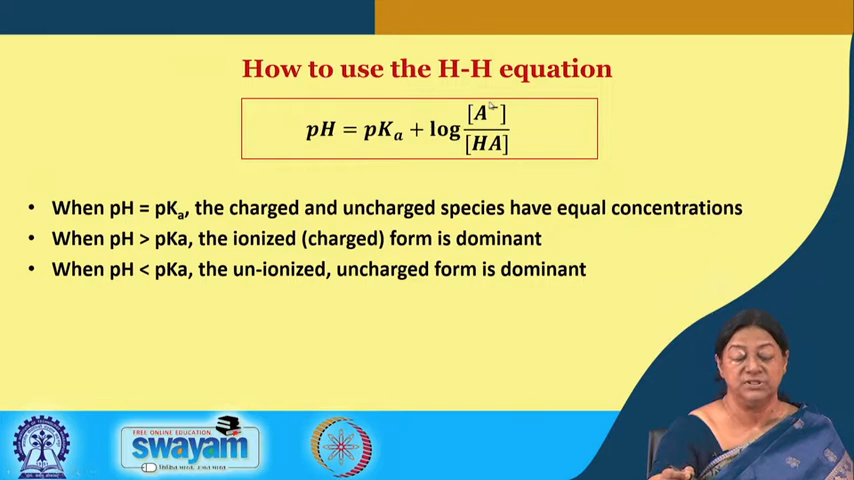 How to use the H-H equation
pH = pKₐ + log [A⁻] / [HA]
• When pH = pKₐ, the charged and uncharged species have equal concentrations
• When pH > pKa, the ionized (charged) form is dominant
• When pH < pKa, the un-ionized, uncharged form is dominant
FREE ONLINE EDUCATION
swayam